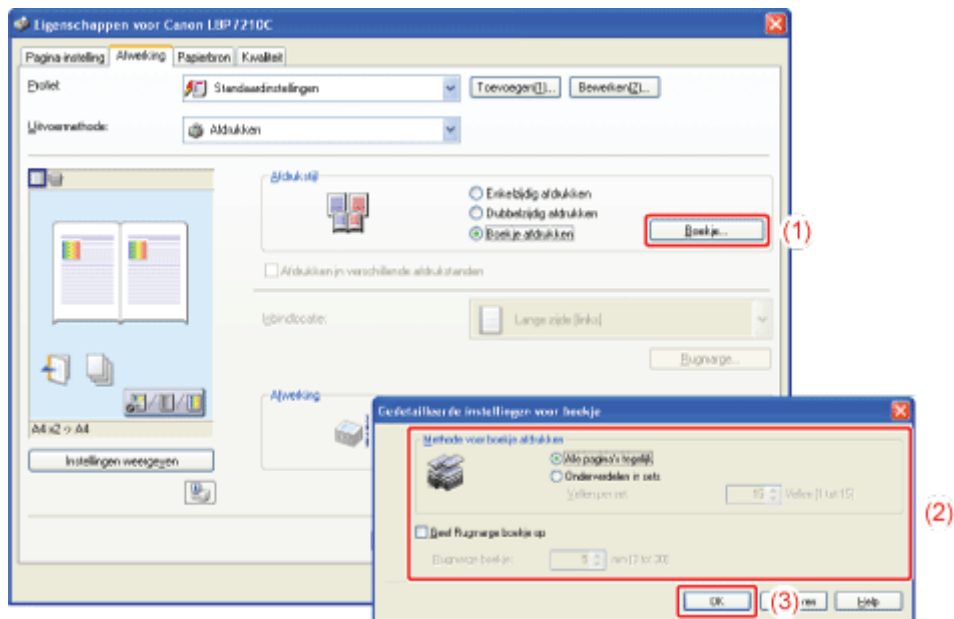 Eigenschappen voor Canon LBP7210C
Pagina-instelling Afwerking Papierbron Kwaliteit
Profiel:
Standaardinstellingen
Toevoegen(1)... Bewerken(2)...
Uitvoermethode:
Afdrukken
Afdrukstijl
Enkelzijdig afdrukken
Dubbelzijdig afdrukken
Boekje afdrukken
Boekje...
(1)
Afdrukken in verschillende afdrukstanden
Inbindlocatie:
Lange zijde [links]
Rugmarge...
Afwerking
A4 x2 -> A4
Instellingen weergeven
Gedetailleerde instellingen voor boekje
Methode voor boekje afdrukken
Alle pagina's tegelijk
Onderverdelen in sets
Vellen per set:
15 Vellen [1 tot 15]
(2)
Geef Rugmarge boekje op
Rugmarge boekje:
mm [0 tot 30]
OK
(3)
ren
Help